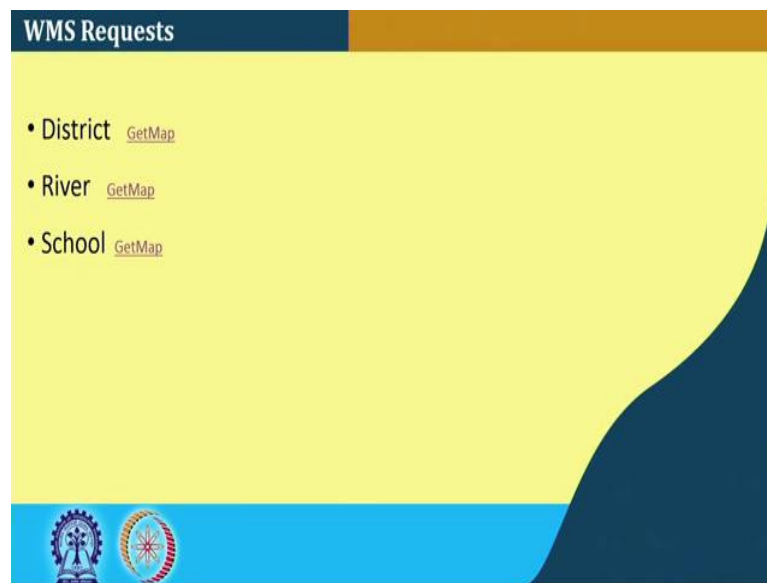 WMS Requests
• District GetMap
• River GetMap
• School GetMap